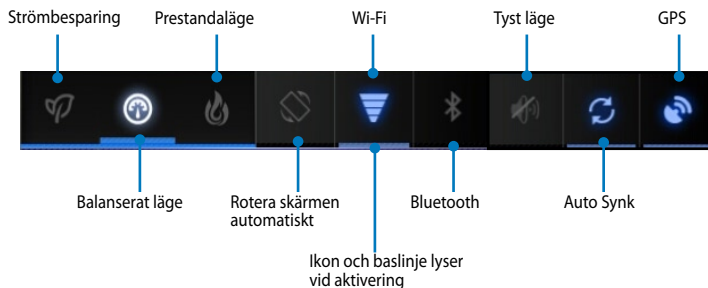 Strömbesparing
Prestandaläge
Wi-Fi
Tyst läge
GPS
Balanserat läge
Rotera skärmen
automatiskt
Bluetooth
Auto Synk
Ikon och baslinje lyser
vid aktivering